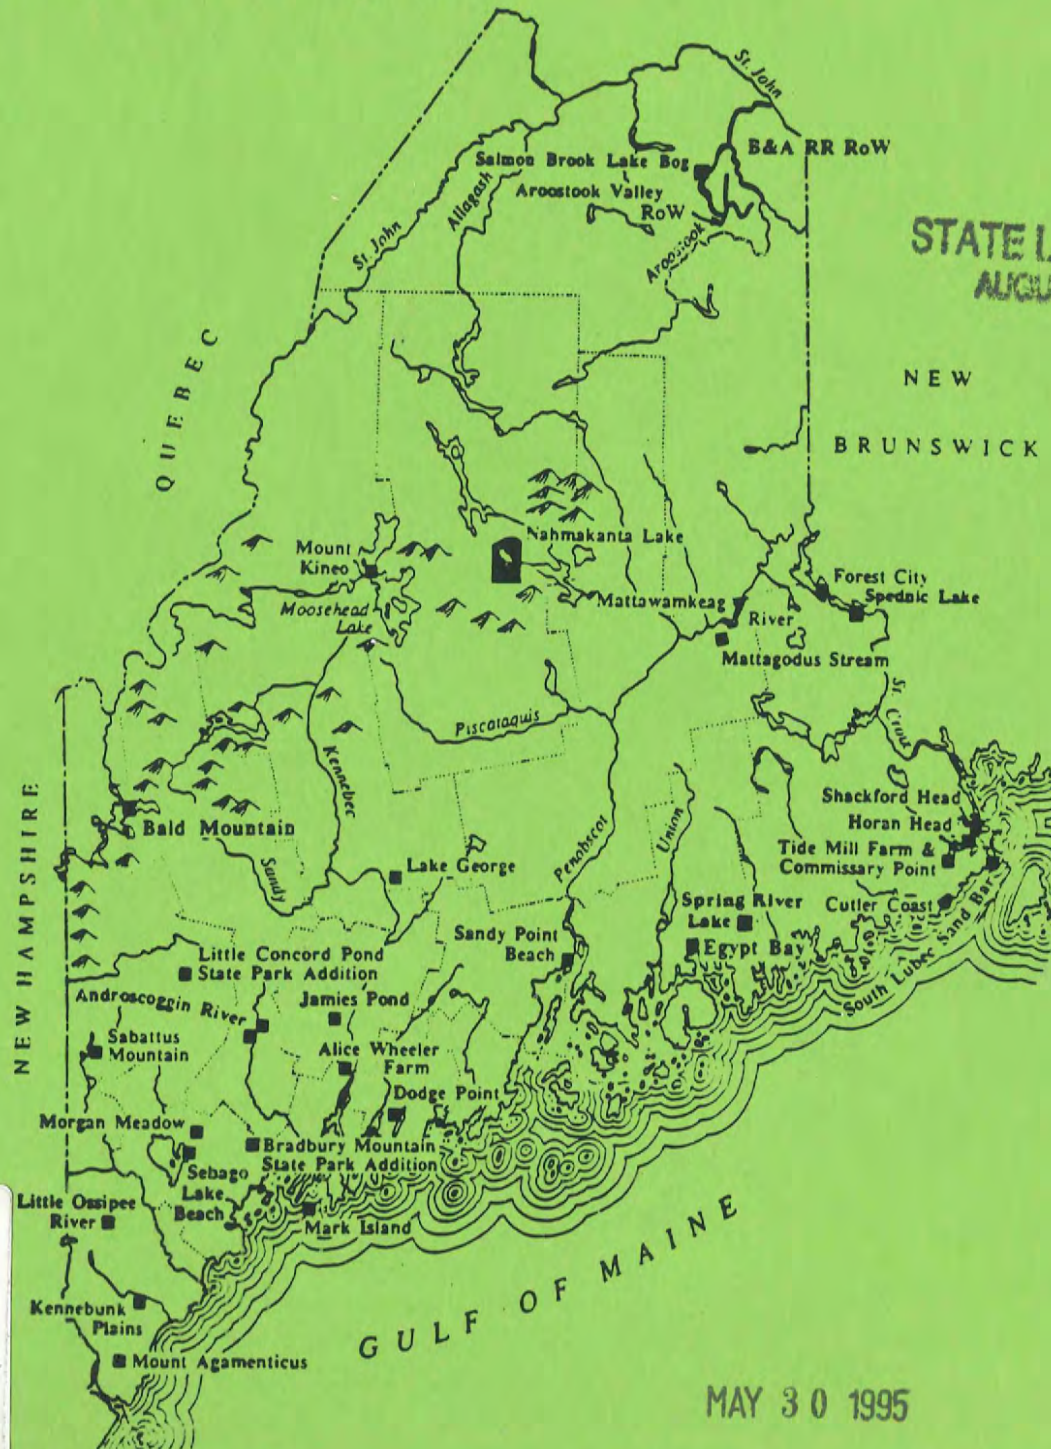 St. John
B&A RR RoW
Salmon Brook Lake Bog
Aroostook Valley
RoW
Allagash
St. John
Aroostook
STATE
QUEBEC
NEW
BRUNSWICK
Nahmakanta Lake
Mount
Kineo
Moosehead
Lake
Forest City
Spednic Lake
Mattawamkeag
River
Mattagodus Stream
St. Croix
Piscataquis
Kennebec
Penobscot
Union
Sandy
NEW HAMPSHIRE
Bald Mountain
Lake George
Shackford Head
Horan Head
Tide Mill Farm &
Commissary Point
Cutler Coast
South Lubec Sand Bar
Spring River
Lake
Egypt Bay
Sandy Point
Beach
Little Concord Pond
State Park Addition
Androscoggin River
Jamies Pond
Sabattus
Mountain
Alice Wheeler
Farm
Dodge Point
Morgan Meadow
Bradbury Mountain
State Park Addition
Sebago
Lake
Beach
Little Ossipee
River
Mark Island
Kennebunk
Plains
Mount Agamenticus
GULF OF MAINE
MAY 30 1995